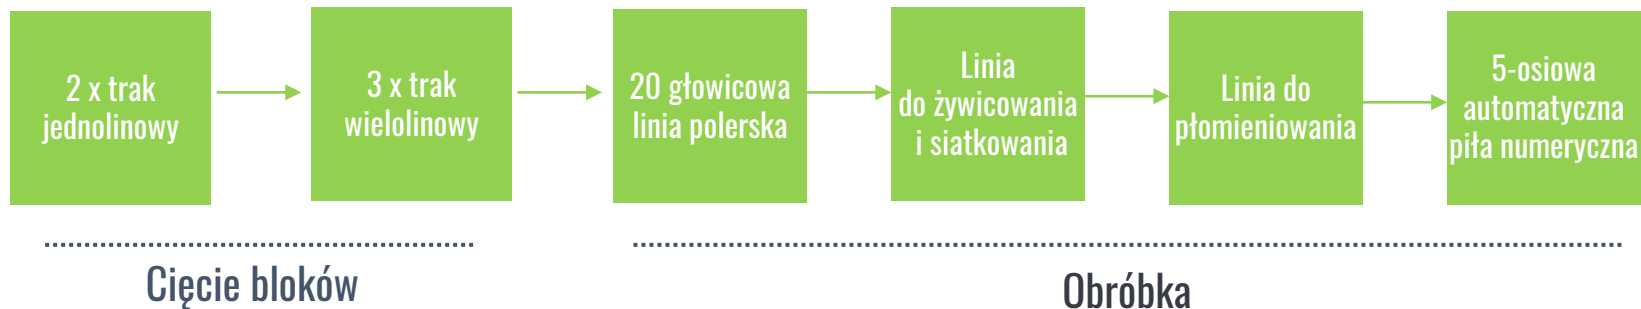 2 x trak
jednolinowy
3 x trak
wielolinowy
20 głowicowa
linia polerska
Linia
do żywicowania
i siatkowania
Linia do
płomieniowania
5-osiowa
automatyczna
piła numeryczna
Cięcie bloków
Obróbka